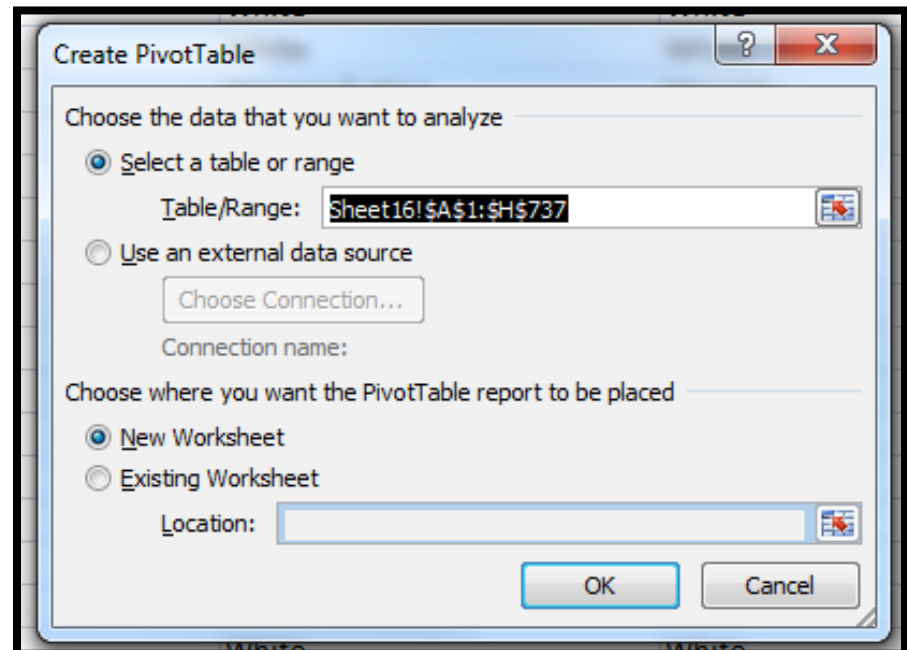 Create PivotTable
?
X
Choose the data that you want to analyze
Select a table or range
Table/Range: Sheet16!$A$1:$H$737
Use an external data source
Choose Connection...
Connection name:
Choose where you want the PivotTable report to be placed
New Worksheet
Existing Worksheet
Location:
OK Cancel
White White